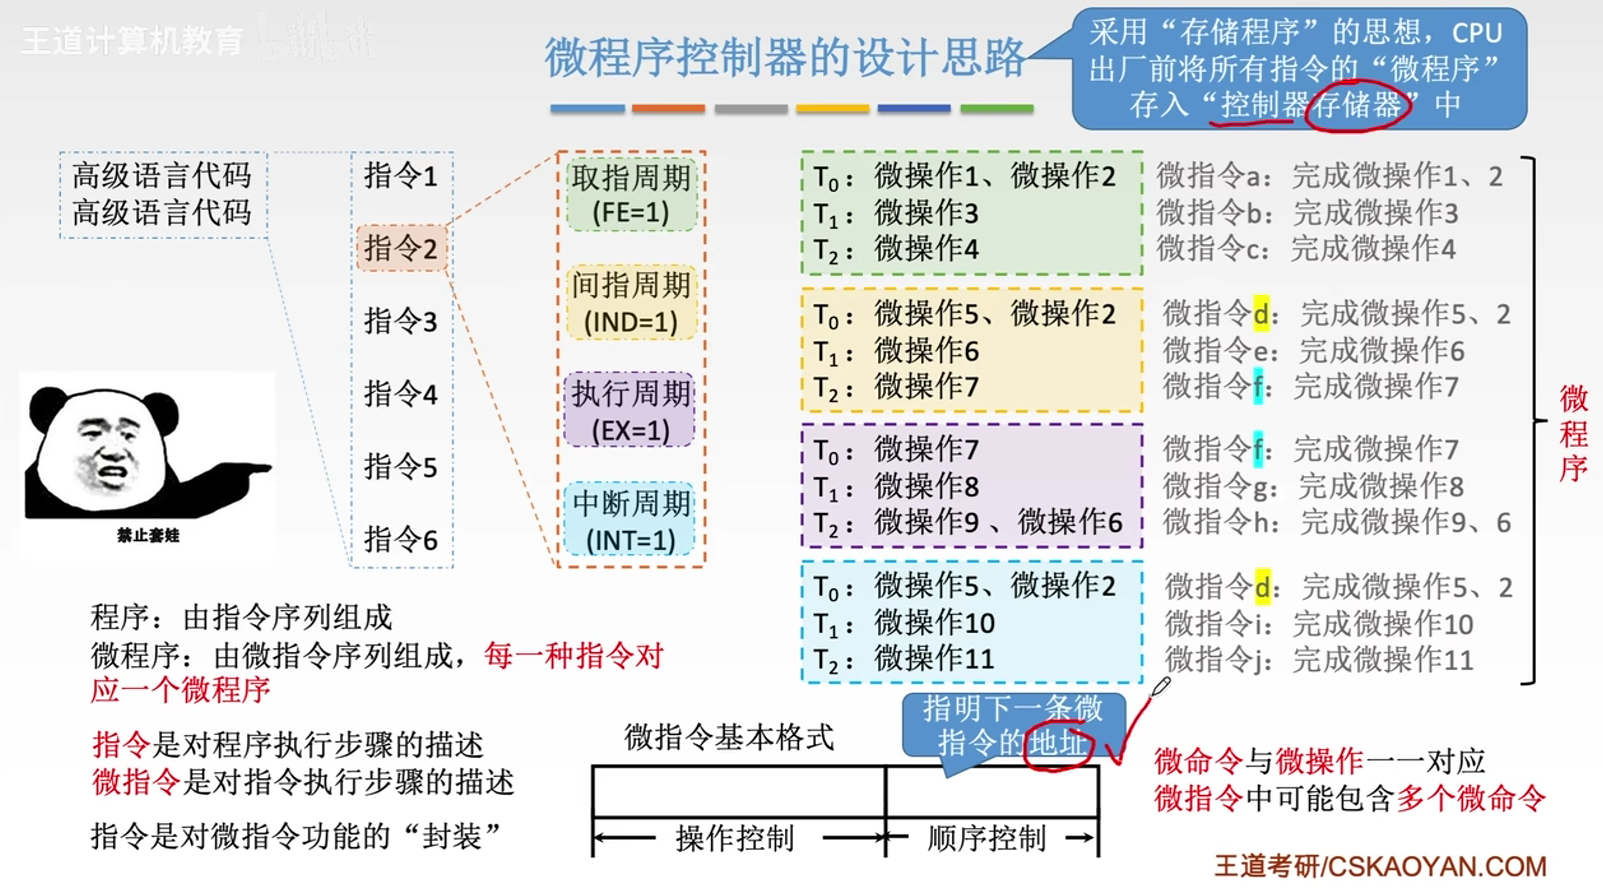 王道计算机教育
微程序控制器的设计思路
采用“存储程序”的思想，CPU
出厂前将所有指令的“微程序”
存入“控制器存储器”中
高级语言代码
高级语言代码
指令1
指令2
指令3
指令4
指令5
指令6
取指周期
(FE=1)
间指周期
(IND=1)
执行周期
(EX=1)
中断周期
(INT=1)
T₀：微操作1、微操作2
T₁：微操作3
T₂：微操作4
T₀：微操作5、微操作2
T₁：微操作6
T₂：微操作7
T₀：微操作7
T₁：微操作8
T₂：微操作9 、微操作6
T₀：微操作5、微操作2
T₁：微操作10
T₂：微操作11
微指令a：完成微操作1、2
微指令b：完成微操作3
微指令c：完成微操作4
微指令d：完成微操作5、2
微指令e：完成微操作6
微指令f：完成微操作7
微指令f：完成微操作7
微指令g：完成微操作8
微指令h：完成微操作9、6
微指令d：完成微操作5、2
微指令i：完成微操作10
微指令j：完成微操作11
微程序
禁止套娃
程序：由指令序列组成
微程序：由微指令序列组成，每一种指令对
应一个微程序
指令是对程序执行步骤的描述
微指令是对指令执行步骤的描述
指令是对微指令功能的“封装”
微指令基本格式
指明下一条微
指令的地址
操作控制
顺序控制
微命令与微操作一一对应
微指令中可能包含多个微命令
王道考研/CSKAOYAN.COM